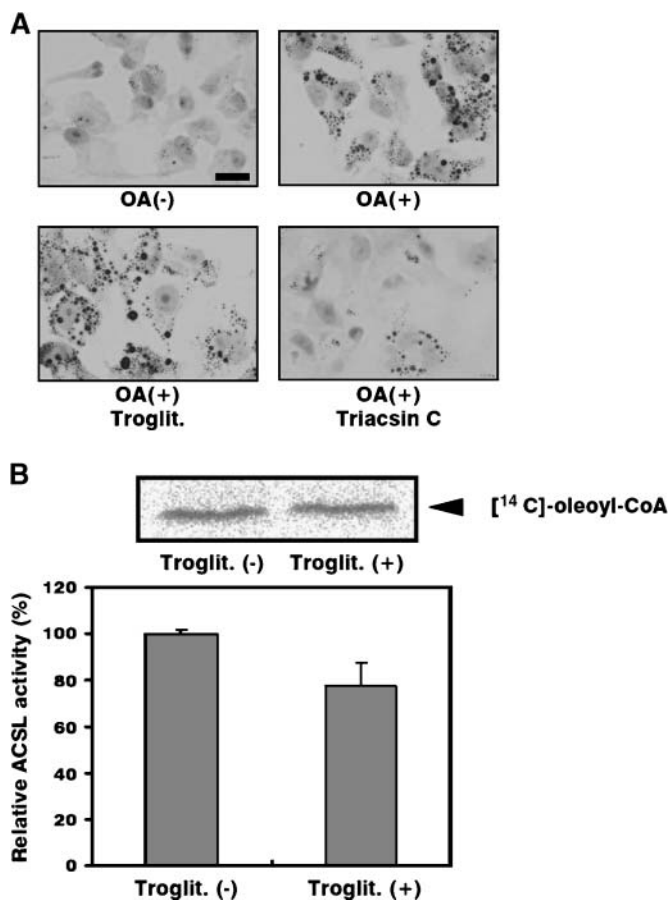 A
OA(-)
OA(+)
OA(+)
Troglit.
OA(+)
Triacsin C
B
[¹⁴ C]-oleoyl-CoA
Troglit. (-)
Troglit. (+)
Relative ACSL activity (%)
120
100
80
60
40
20
0
Troglit. (-)
Troglit. (+)